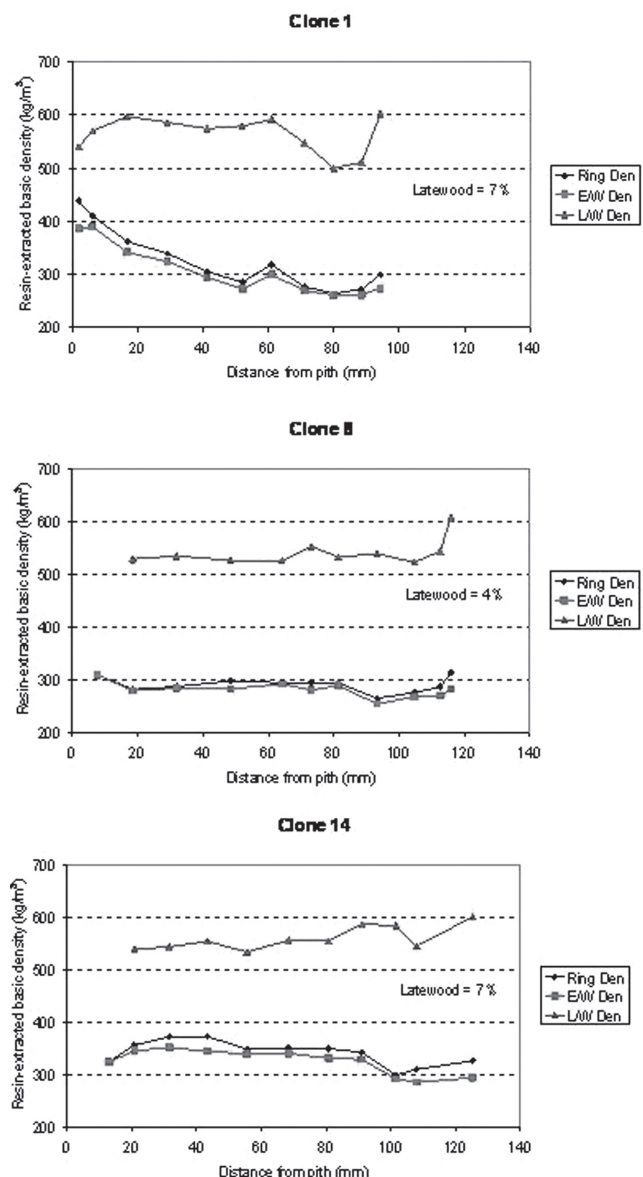 Clone 1
Resin-extracted basic density (kg/m³)
700
600
500
400
300
200
Latewood = 7%
0 20 40 60 80 100 120 140
Distance from pith (mm)
Ring Den
E/W Den
L/W Den
Clone 8
Resin-extracted basic density (kg/m³)
700
600
500
400
300
200
Latewood = 4%
0 20 40 60 80 100 120 140
Distance from pith (mm)
Ring Den
E/W Den
L/W Den
Clone 14
Resin-extracted basic density (kg/m³)
700
600
500
400
300
200
Latewood = 7%
0 20 40 60 80 100 120 140
Distance from pith (mm)
Ring Den
E/W Den
L/W Den